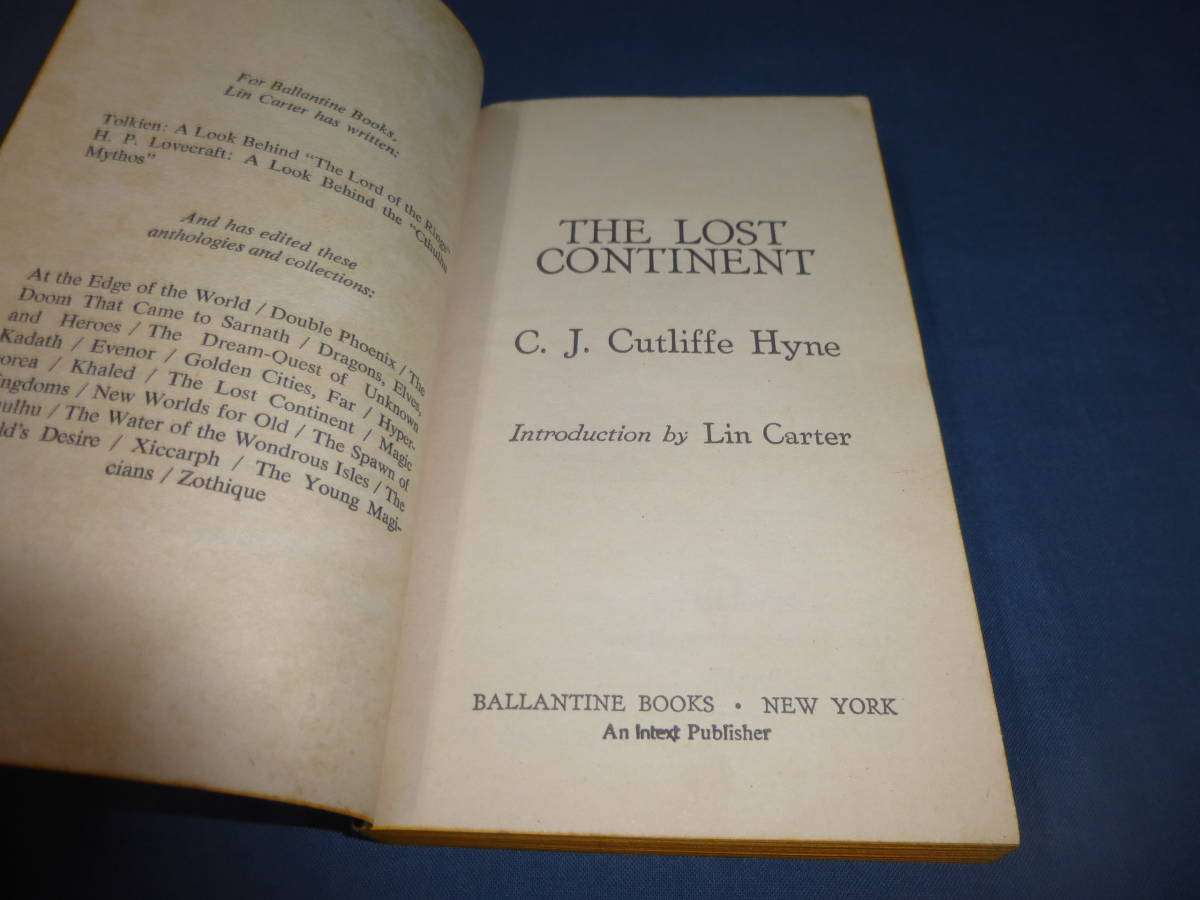 For Ballantine Books,
Lin Carter has written:
Tolkien: A Look Behind "The Lord of the Rings"
H. P. Lovecraft: A Look Behind the "Cthulhu
Mythos"
And has edited these
anthologies and collections:
At the Edge of the World / Double Phoenix / The
Doom That Came to Sarnath / Dragons, Elves,
and Heroes / The Dream-Quest of Unknown
Kadath / Evenor / Golden Cities, Far / Hyper-
orea / Khaled / The Lost Continent / Magic
ngdoms / New Worlds for Old / The Spawn of
ulhu / The Water of the Wondrous Isles / The
ld's Desire / Xiccarph / The Young Magi-
cians / Zothique
THE LOST
CONTINENT
C. J. Cutliffe Hyne
Introduction by Lin Carter
BALLANTINE BOOKS • NEW YORK
An Intext Publisher